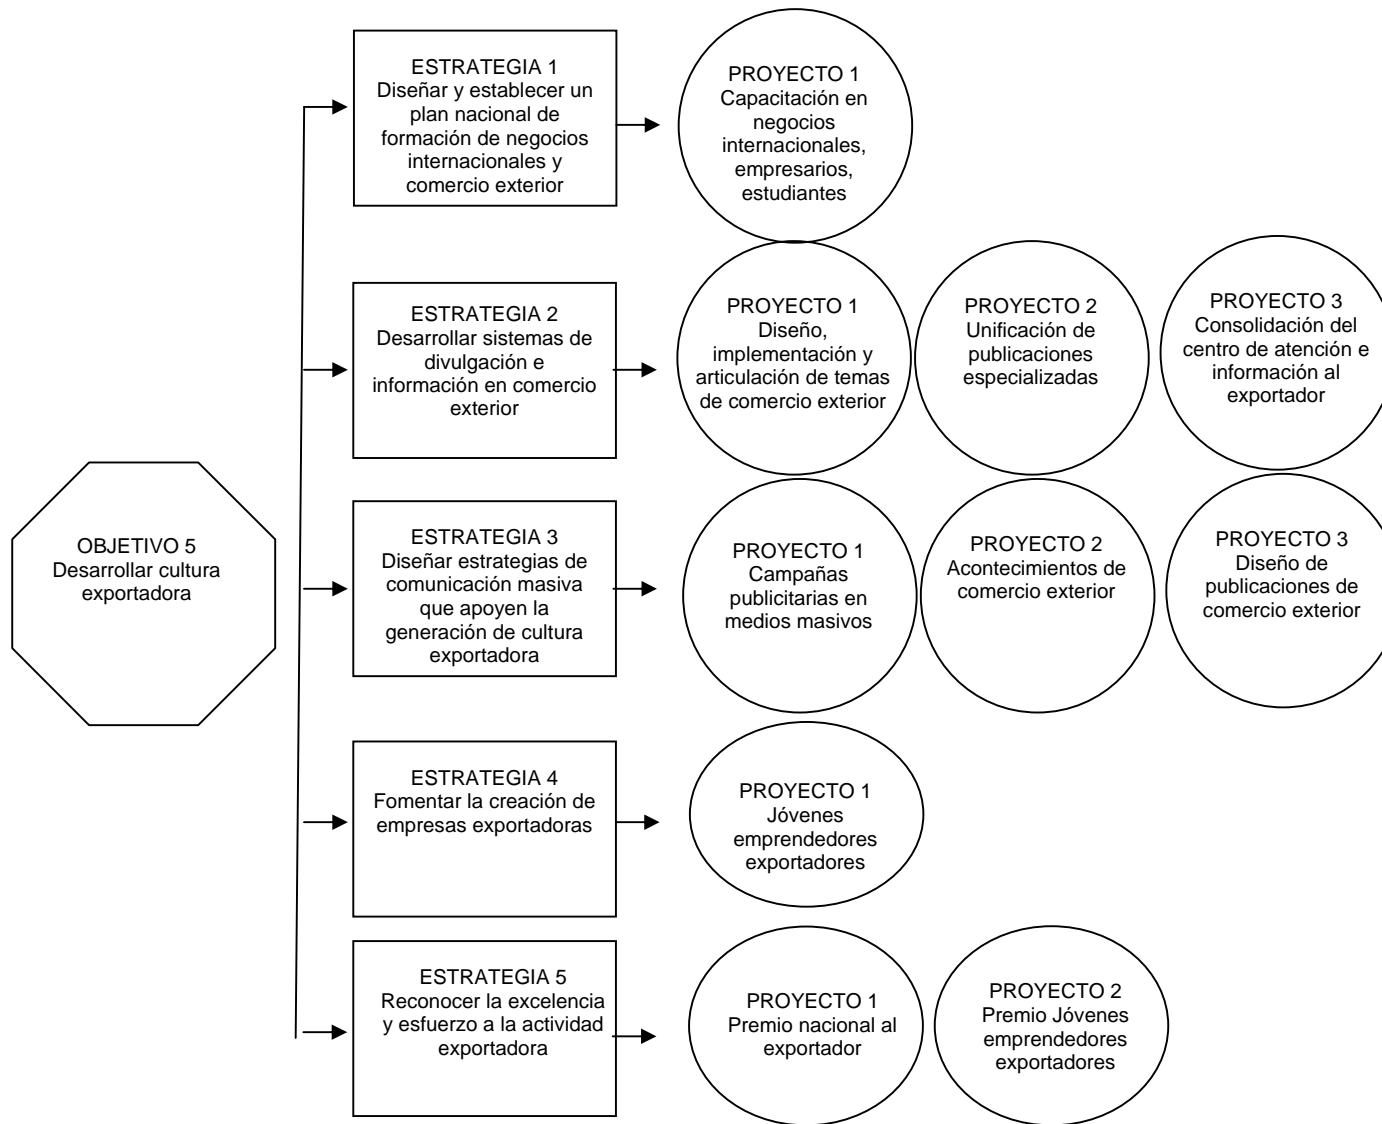 ESTRATEGIA 1
Diseñar y establecer un
plan nacional de
formación de negocios
internacionales y
comercio exterior
PROYECTO 1
Capacitación en
negocios
internacionales,
empresarios,
estudiantes
ESTRATEGIA 2
Desarrollar sistemas de
divulgación e
información en comercio
exterior
PROYECTO 1
Diseño,
implementación y
articulación de temas
de comercio exterior
PROYECTO 2
Unificación de
publicaciones
especializadas
PROYECTO 3
Consolidación del
centro de atención e
información al
exportador
OBJETIVO 5
Desarrollar cultura
exportadora
ESTRATEGIA 3
Diseñar estrategias de
comunicación masiva
que apoyen la
generación de cultura
exportadora
PROYECTO 1
Campañas
publicitarias en
medios masivos
PROYECTO 2
Acontecimientos de
comercio exterior
PROYECTO 3
Diseño de
publicaciones de
comercio exterior
ESTRATEGIA 4
Fomentar la creación de
empresas exportadoras
PROYECTO 1
Jóvenes
emprendedores
exportadores
ESTRATEGIA 5
Reconocer la excelencia
y esfuerzo a la actividad
exportadora
PROYECTO 1
Premio nacional al
exportador
PROYECTO 2
Premio Jóvenes
emprendedores
exportadores